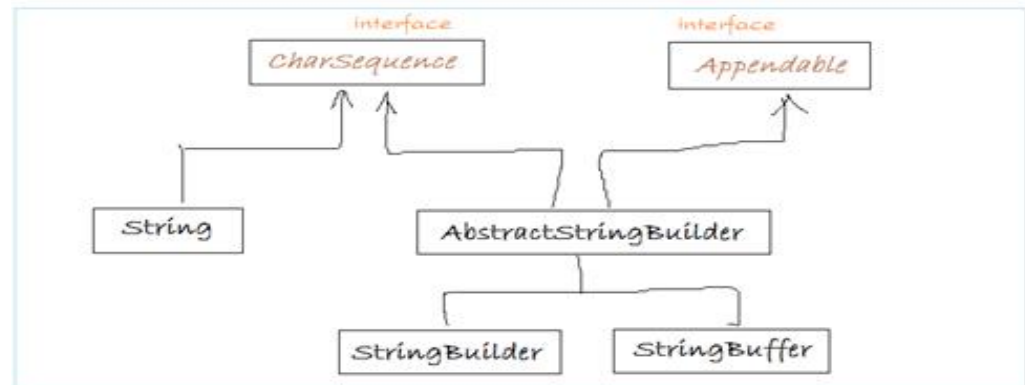 interface
interface
CharSequence
Appendable
String
AbstractStringBuilder
StringBuilder
StringBuffer